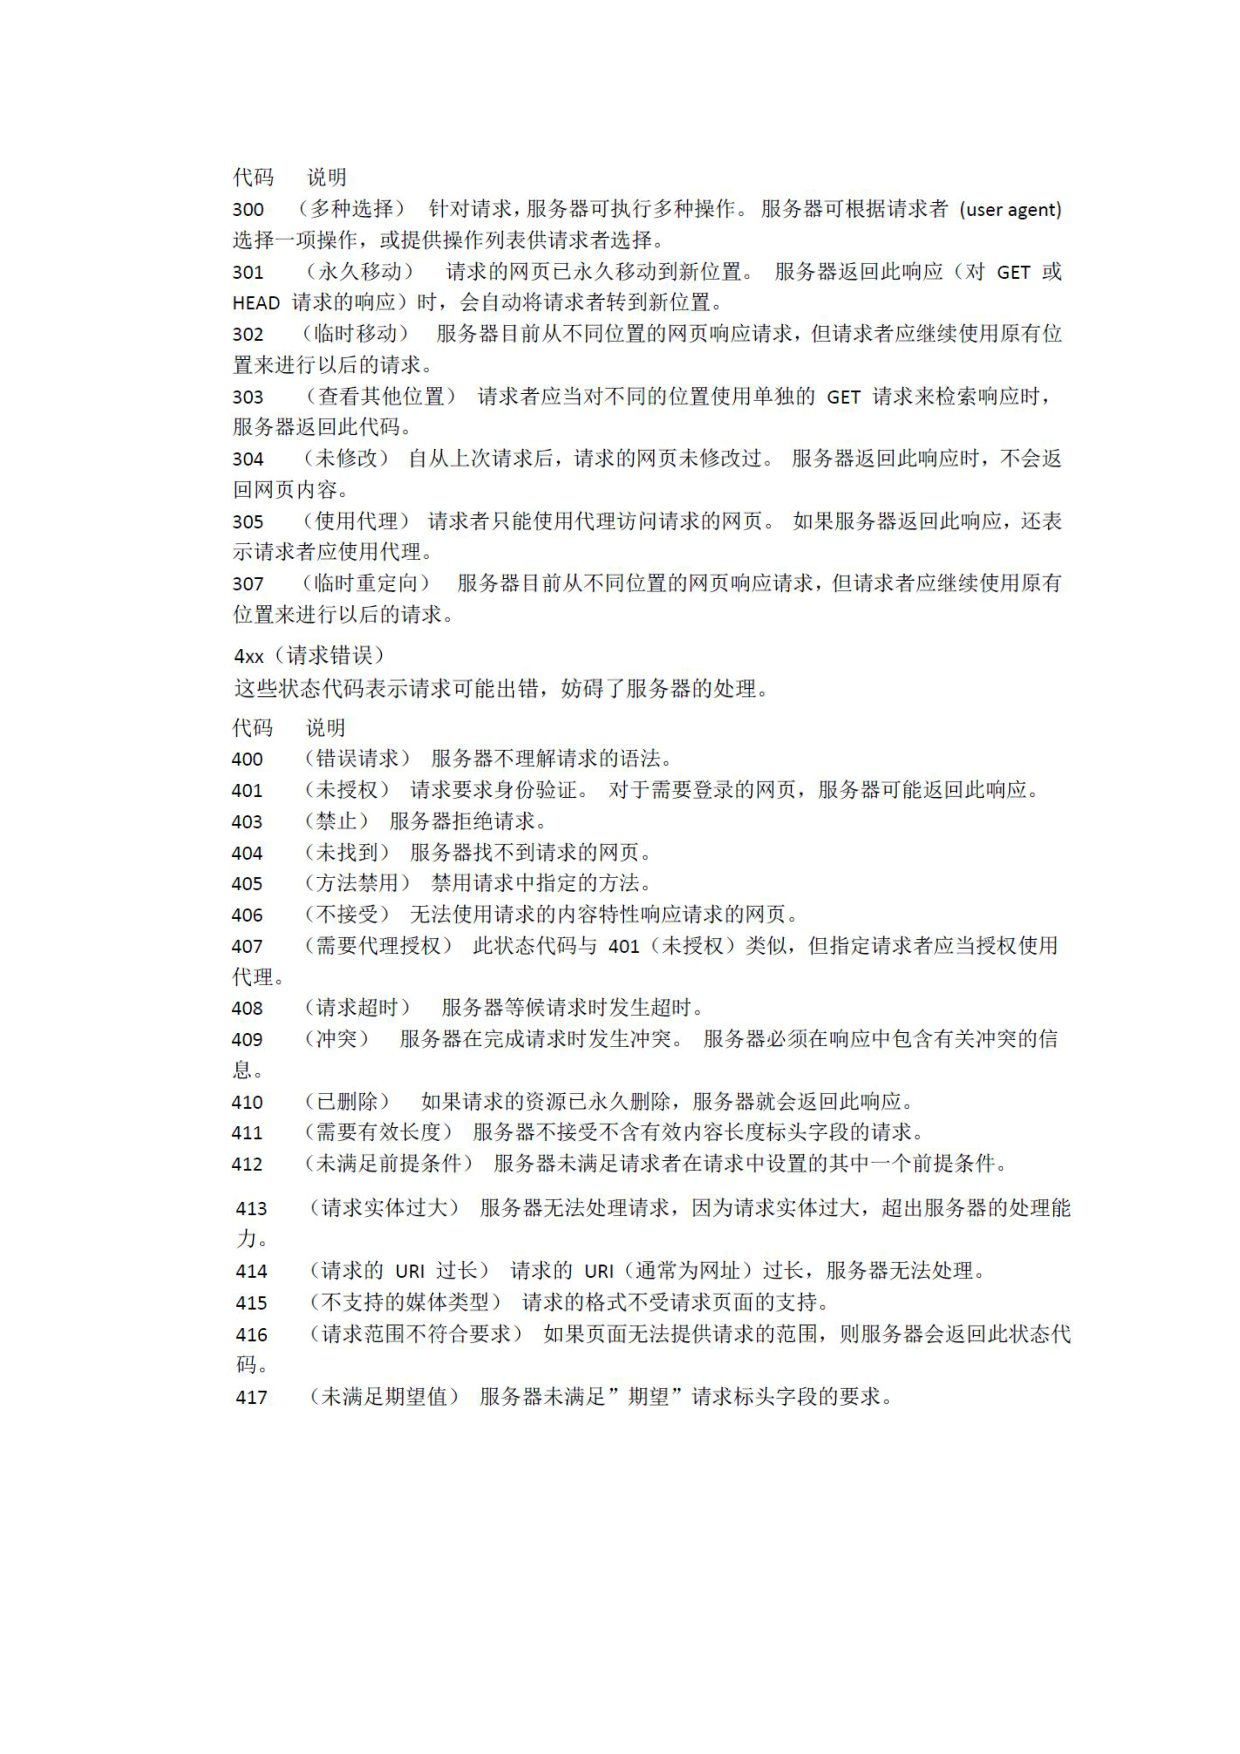 代码 说明
300 （多种选择） 针对请求，服务器可执行多种操作。 服务器可根据请求者 (user agent)
选择一项操作，或提供操作列表供请求者选择。
301 （永久移动） 请求的网页已永久移动到新位置。 服务器返回此响应（对 GET 或
HEAD 请求的响应）时，会自动将请求者转到新位置。
302 （临时移动） 服务器目前从不同位置的网页响应请求，但请求者应继续使用原有位
置来进行以后的请求。
303 （查看其他位置） 请求者应当对不同的位置使用单独的 GET 请求来检索响应时，
服务器返回此代码。
304 （未修改） 自从上次请求后，请求的网页未修改过。 服务器返回此响应时，不会返
回网页内容。
305 （使用代理） 请求者只能使用代理访问请求的网页。 如果服务器返回此响应，还表
示请求者应使用代理。
307 （临时重定向） 服务器目前从不同位置的网页响应请求，但请求者应继续使用原有
位置来进行以后的请求。
4xx（请求错误）
这些状态代码表示请求可能出错，妨碍了服务器的处理。
代码 说明
400 （错误请求） 服务器不理解请求的语法。
401 （未授权） 请求要求身份验证。 对于需要登录的网页，服务器可能返回此响应。
403 （禁止） 服务器拒绝请求。
404 （未找到） 服务器找不到请求的网页。
405 （方法禁用） 禁用请求中指定的方法。
406 （不接受） 无法使用请求的内容特性响应请求的网页。
407 （需要代理授权） 此状态代码与 401（未授权）类似，但指定请求者应当授权使用
代理。
408 （请求超时） 服务器等候请求时发生超时。
409 （冲突） 服务器在完成请求时发生冲突。 服务器必须在响应中包含有关冲突的信
息。
410 （已删除） 如果请求的资源已永久删除，服务器就会返回此响应。
411 （需要有效长度） 服务器不接受不含有效内容长度标头字段的请求。
412 （未满足前提条件） 服务器未满足请求者在请求中设置的其中一个前提条件。
413 （请求实体过大） 服务器无法处理请求，因为请求实体过大，超出服务器的处理能
力。
414 （请求的 URI 过长） 请求的 URI（通常为网址）过长，服务器无法处理。
415 （不支持的媒体类型） 请求的格式不受请求页面的支持。
416 （请求范围不符合要求） 如果页面无法提供请求的范围，则服务器会返回此状态代
码。
417 （未满足期望值） 服务器未满足”期望”请求标头字段的要求。